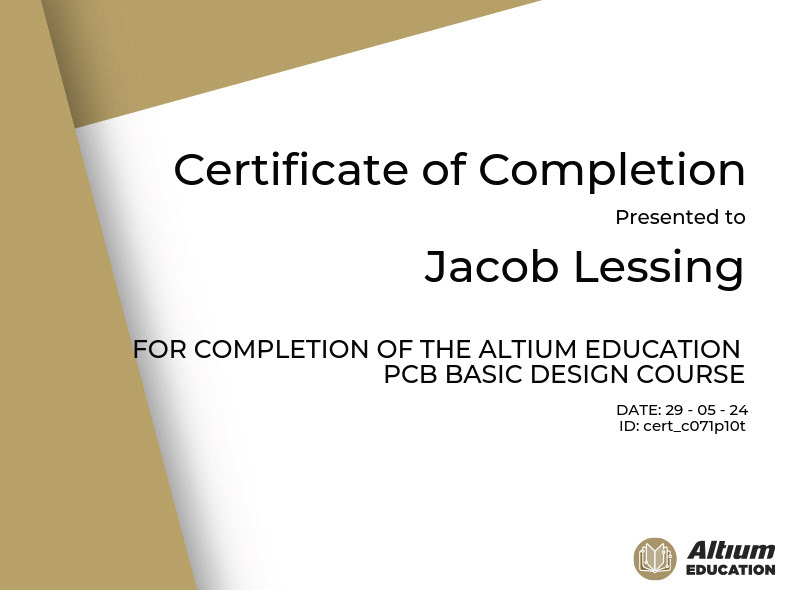 Certificate of Completion
Presented to
Jacob Lessing
FOR COMPLETION OF THE ALTIUM EDUCATION
PCB BASIC DESIGN COURSE
DATE: 29 - 05 - 24
ID: cert_c071p10t
Altium
EDUCATION